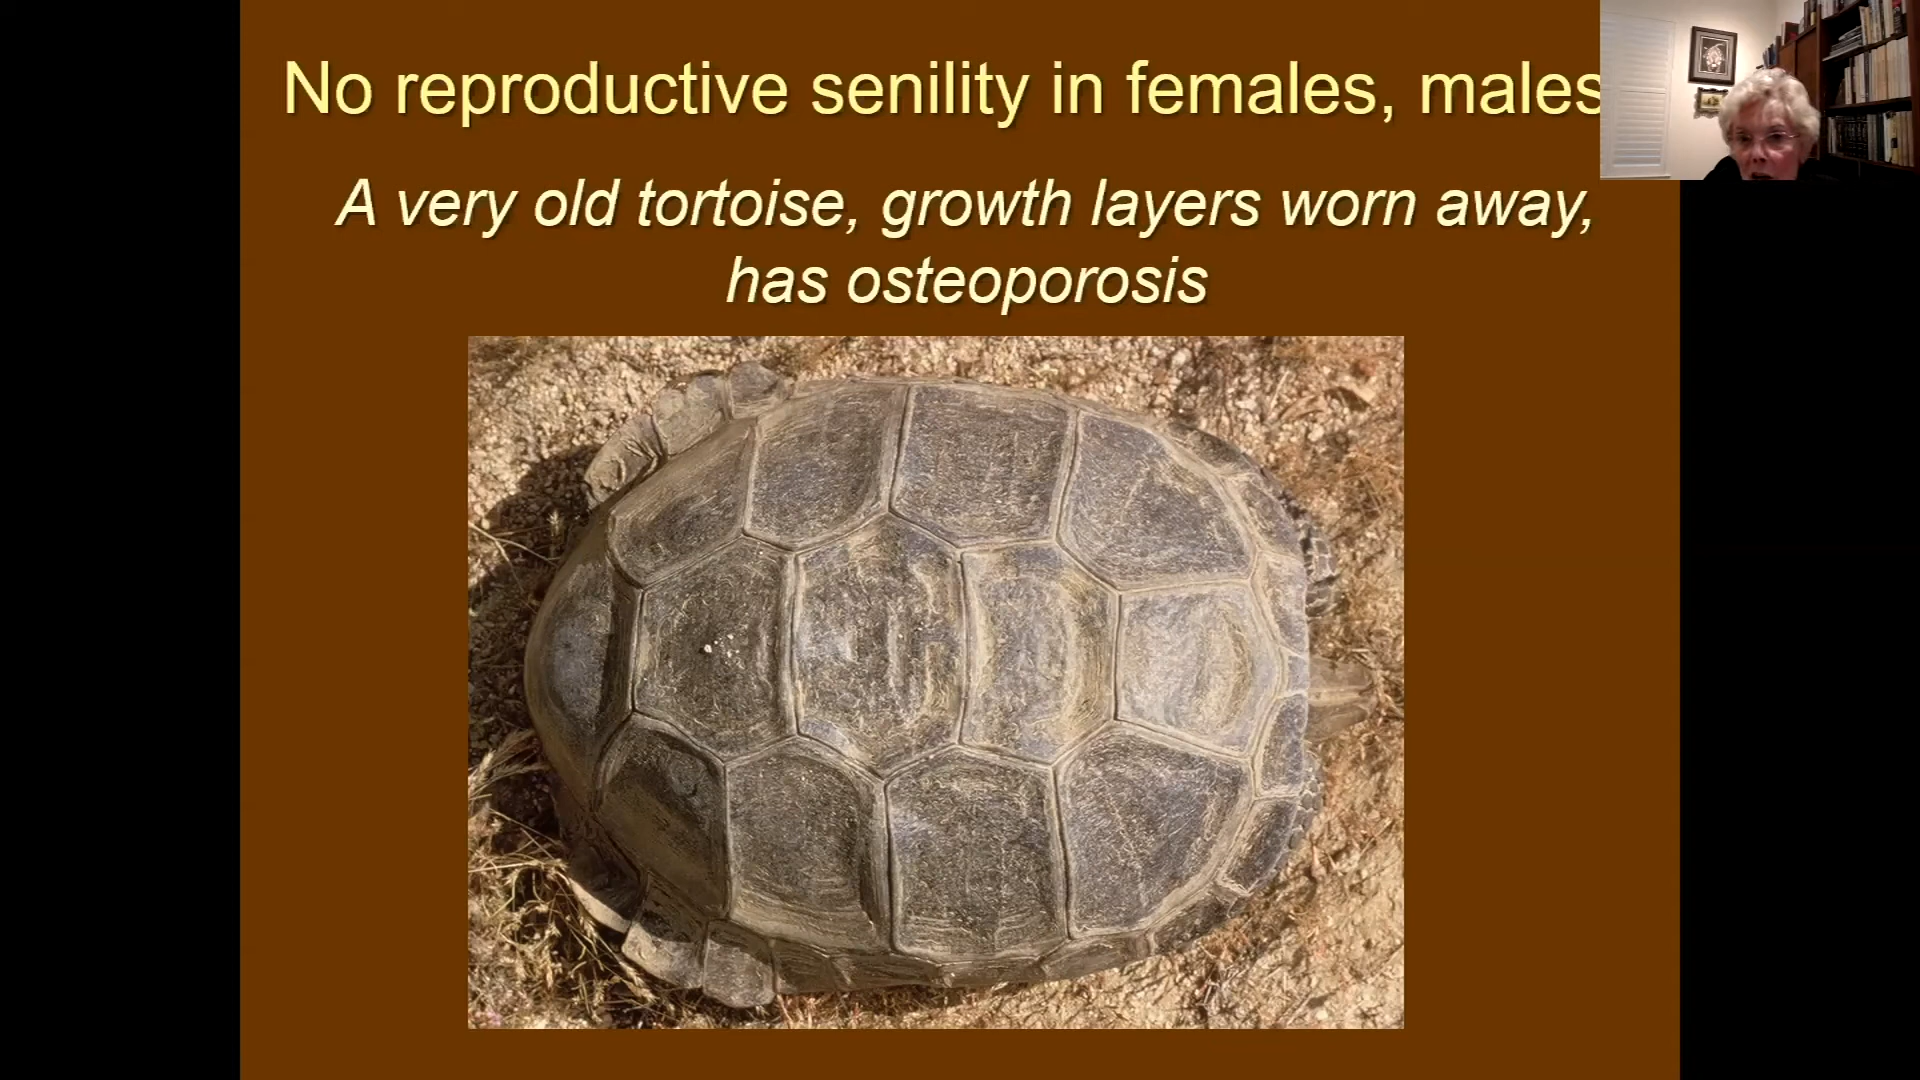 No reproductive senility in females, males
A very old tortoise, growth layers worn away,
has osteoporosis